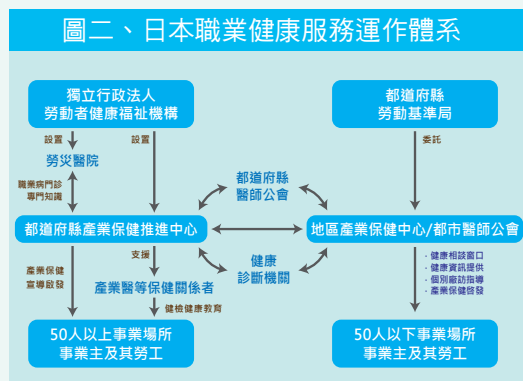 圖二、日本職業健康服務運作體系
獨立行政法人
勞動者健康福祉機構
都道府縣
勞動基準局
設置
設置
委託
勞災醫院
職業病門診
專門知識
都道府縣
醫師公會
都道府縣產業保健推進中心
地區產業保健中心/都市醫師公會
健康
診斷機關
產業保健
宣導啟發
支援
產業醫等保健關係者
健檢健康教育
· 健康相談窗口
· 健康資訊提供
· 個別廠訪指導
· 產業保健啓發
50人以上事業場所
事業主及其勞工
50人以下事業場所
事業主及其勞工